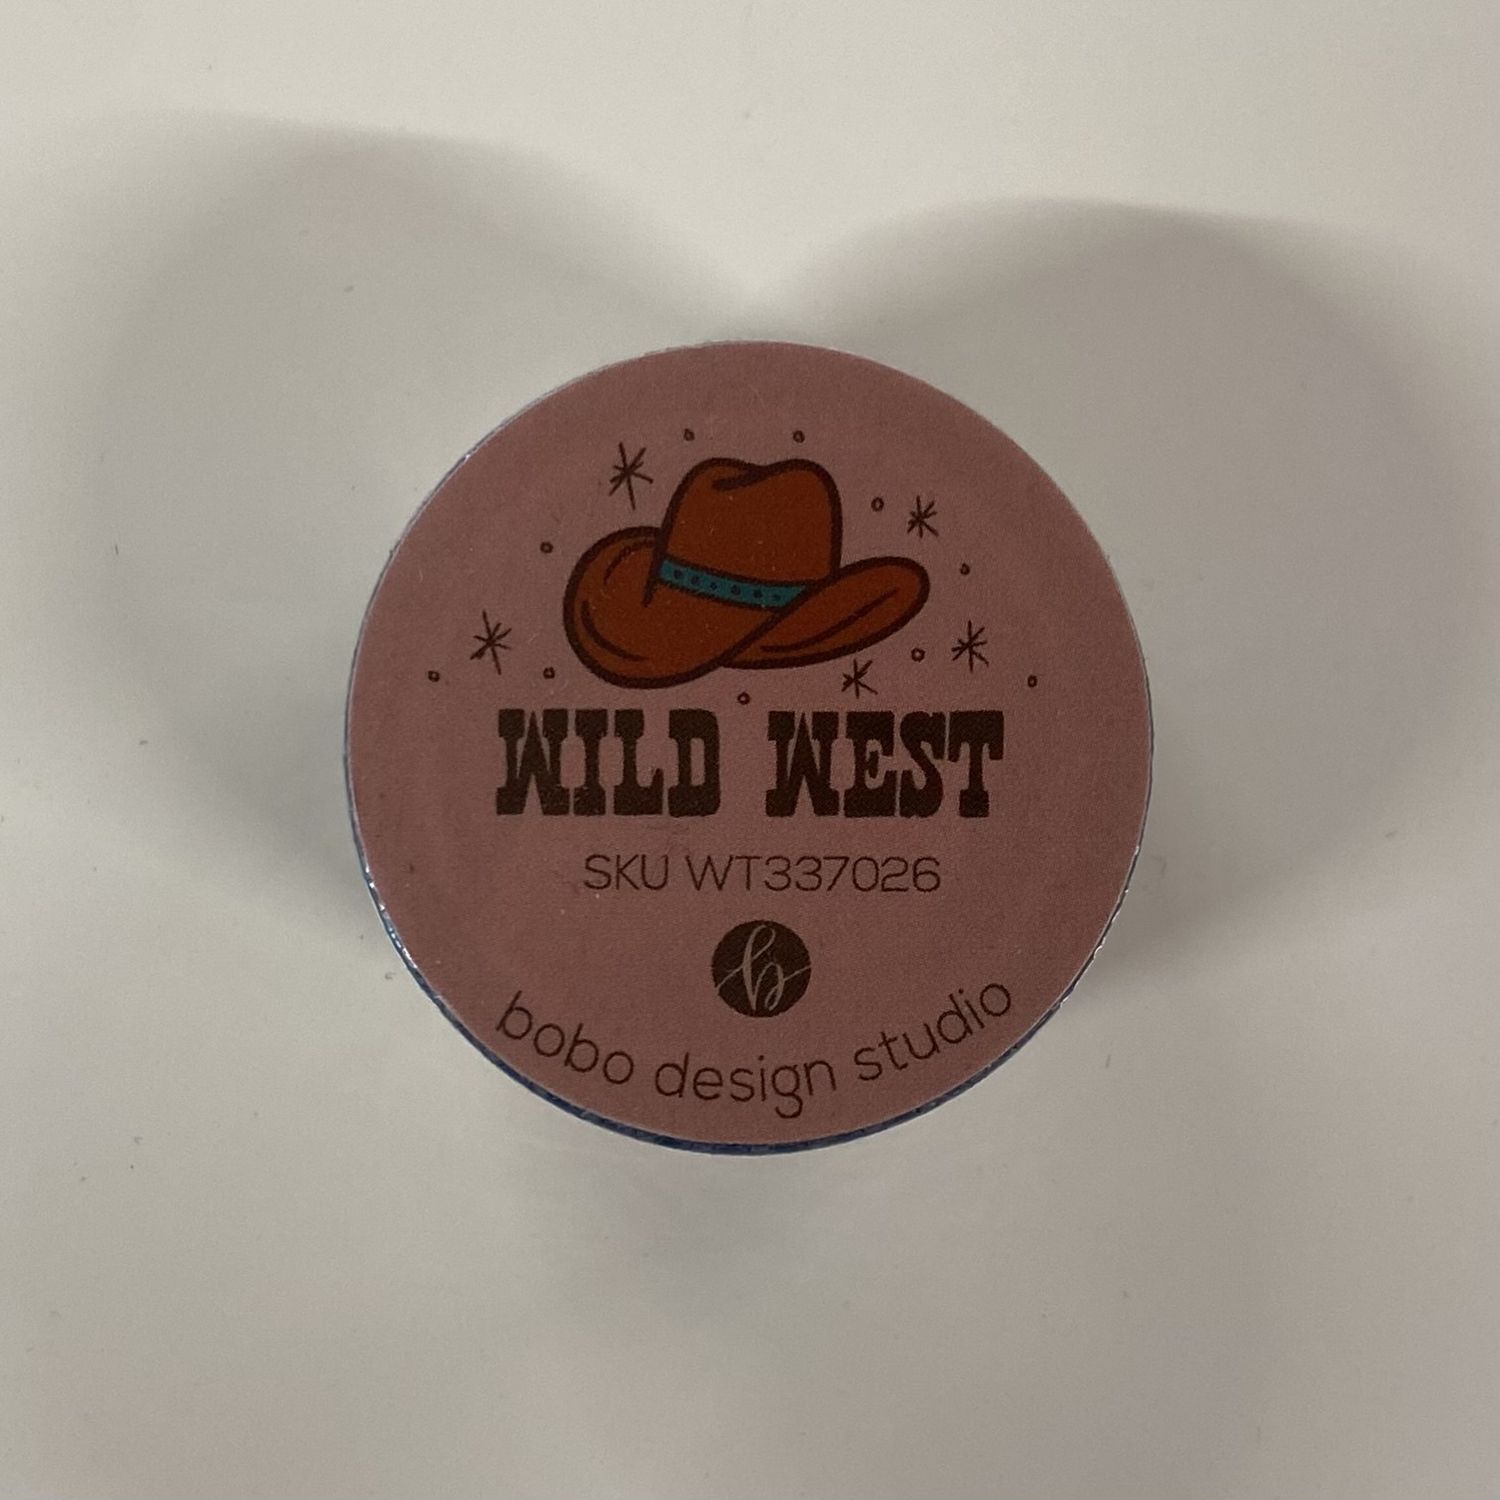 WILD WEST
SKU WT337026
b
bobo design studio